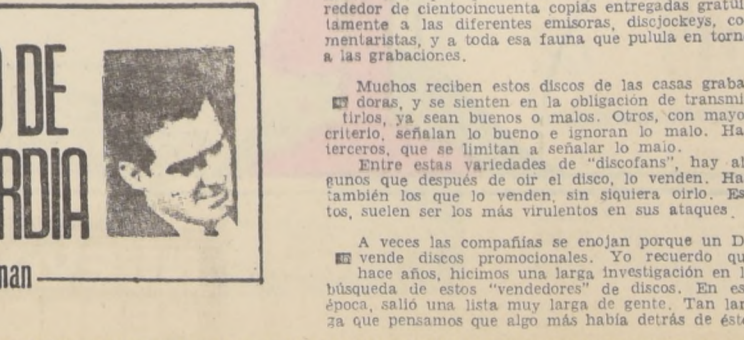 O DE
RDIA
man
rededor de cientocincuenta copias entregadas gratui
tamente a las diferentes emisoras, discjockeys, co
mentaristas, y a toda esa fauna que pulula en torn
a las grabaciones.
Muchos reciben estos discos de las casas graba
doras, y se sienten en la obligación de transmi
tirlos, ya sean buenos o malos. Otros, con mayo
criterio, señalan lo bueno e ignoran lo malo. Ha
terceros, que se limitan a señalar lo malo.
Entre estas variedades de "discofans", hay al
gunos que después de oir el disco, lo venden. Ha
también los que lo venden, sin siquiera oirlo. Es
tos, suelen ser los más virulentos en sus ataques.
A veces las compañías se enojan porque un D
vende discos promocionales. Yo recuerdo qu
hace años, hicimos una larga investigación en l
búsqueda de estos "vendedores" de discos. En es
época, salió una lista muy larga de gente. Tan lar
ga que pensamos que algo más había detrás de ést